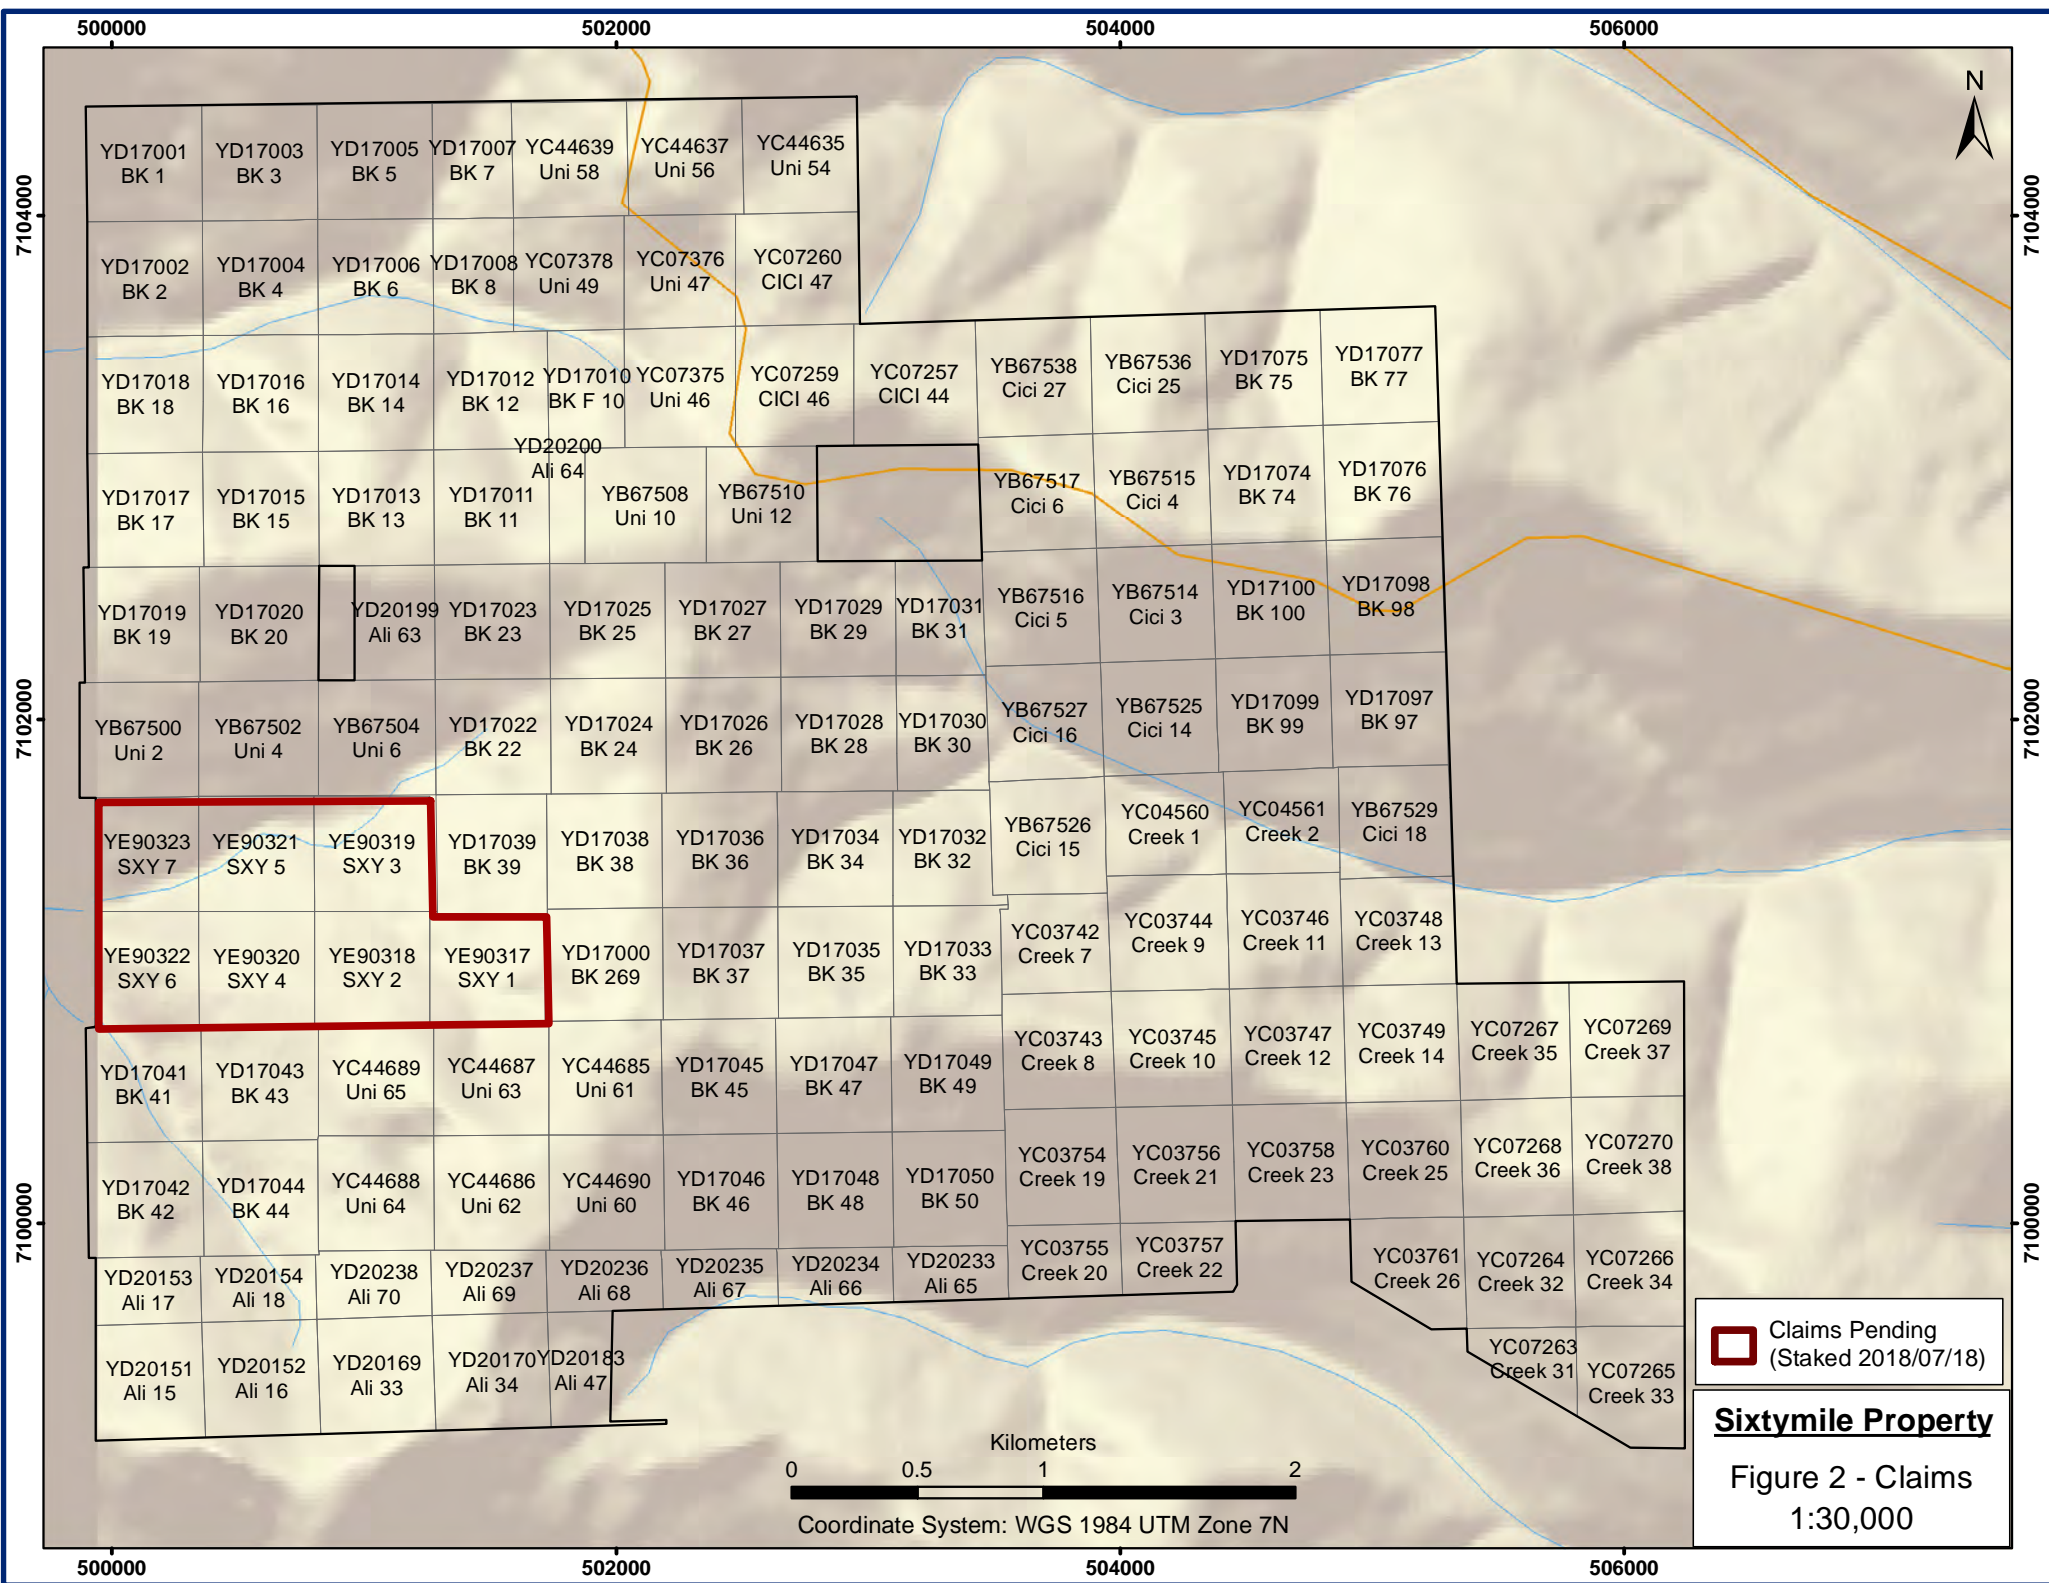 500000
502000
504000
506000
N
7104000
7104000
YD17001
BK 1
YD17003
BK 3
YD17005
BK 5
YD17007
BK 7
YC44639
Uni 58
YC44637
Uni 56
YC44635
Uni 54
YD17002
BK 2
YD17004
BK 4
YD17006
BK 6
YD17008
BK 8
YC07378
Uni 49
YC07376
Uni 47
YC07260
CICI 47
YD17018
BK 18
YD17016
BK 16
YD17014
BK 14
YD17012
BK 12
YD17010
BK F 10
YC07375
Uni 46
YC07259
CICI 46
YC07257
CICI 44
YB67538
Cici 27
YB67536
Cici 25
YD17075
BK 75
YD17077
BK 77
YD20200
Ali 64
YD17017
BK 17
YD17015
BK 15
YD17013
BK 13
YD17011
BK 11
YB67508
Uni 10
YB67510
Uni 12
YB67517
Cici 6
YB67515
Cici 4
YD17074
BK 74
YD17076
BK 76
YD17019
BK 19
YD17020
BK 20
YD20199
Ali 63
YD17023
BK 23
YD17025
BK 25
YD17027
BK 27
YD17029
BK 29
YD17031
BK 31
YB67516
Cici 5
YB67514
Cici 3
YD17100
BK 100
YD17098
BK 98
7102000
7102000
YB67500
Uni 2
YB67502
Uni 4
YB67504
Uni 6
YD17022
BK 22
YD17024
BK 24
YD17026
BK 26
YD17028
BK 28
YD17030
BK 30
YB67527
Cici 16
YB67525
Cici 14
YD17099
BK 99
YD17097
BK 97
YE90323
SXY 7
YE90321
SXY 5
YE90319
SXY 3
YD17039
BK 39
YD17038
BK 38
YD17036
BK 36
YD17034
BK 34
YD17032
BK 32
YB67526
Cici 15
YC04560
Creek 1
YC04561
Creek 2
YB67529
Cici 18
YE90322
SXY 6
YE90320
SXY 4
YE90318
SXY 2
YE90317
SXY 1
YD17000
BK 269
YD17037
BK 37
YD17035
BK 35
YD17033
BK 33
YC03742
Creek 7
YC03744
Creek 9
YC03746
Creek 11
YC03748
Creek 13
YD17041
BK 41
YD17043
BK 43
YC44689
Uni 65
YC44687
Uni 63
YC44685
Uni 61
YD17045
BK 45
YD17047
BK 47
YD17049
BK 49
YC03743
Creek 8
YC03745
Creek 10
YC03747
Creek 12
YC03749
Creek 14
YC07267
Creek 35
YC07269
Creek 37
YD17042
BK 42
YD17044
BK 44
YC44688
Uni 64
YC44686
Uni 62
YC44690
Uni 60
YD17046
BK 46
YD17048
BK 48
YD17050
BK 50
YC03754
Creek 19
YC03756
Creek 21
YC03758
Creek 23
YC03760
Creek 25
YC07268
Creek 36
YC07270
Creek 38
7100000
7100000
YD20153
Ali 17
YD20154
Ali 18
YD20238
Ali 70
YD20237
Ali 69
YD20236
Ali 68
YD20235
Ali 67
YD20234
Ali 66
YD20233
Ali 65
YC03755
Creek 20
YC03757
Creek 22
YC03761
Creek 26
YC07264
Creek 32
YC07266
Creek 34
YD20151
Ali 15
YD20152
Ali 16
YD20169
Ali 33
YD20170
Ali 34
YD20183
Ali 47
YC07263
Creek 31
YC07265
Creek 33
Claims Pending
(Staked 2018/07/18)
Sixtymile Property
Figure 2 - Claims
1:30,000
Kilometers
0 0.5 1 2
Coordinate System: WGS 1984 UTM Zone 7N
500000
502000
504000
506000